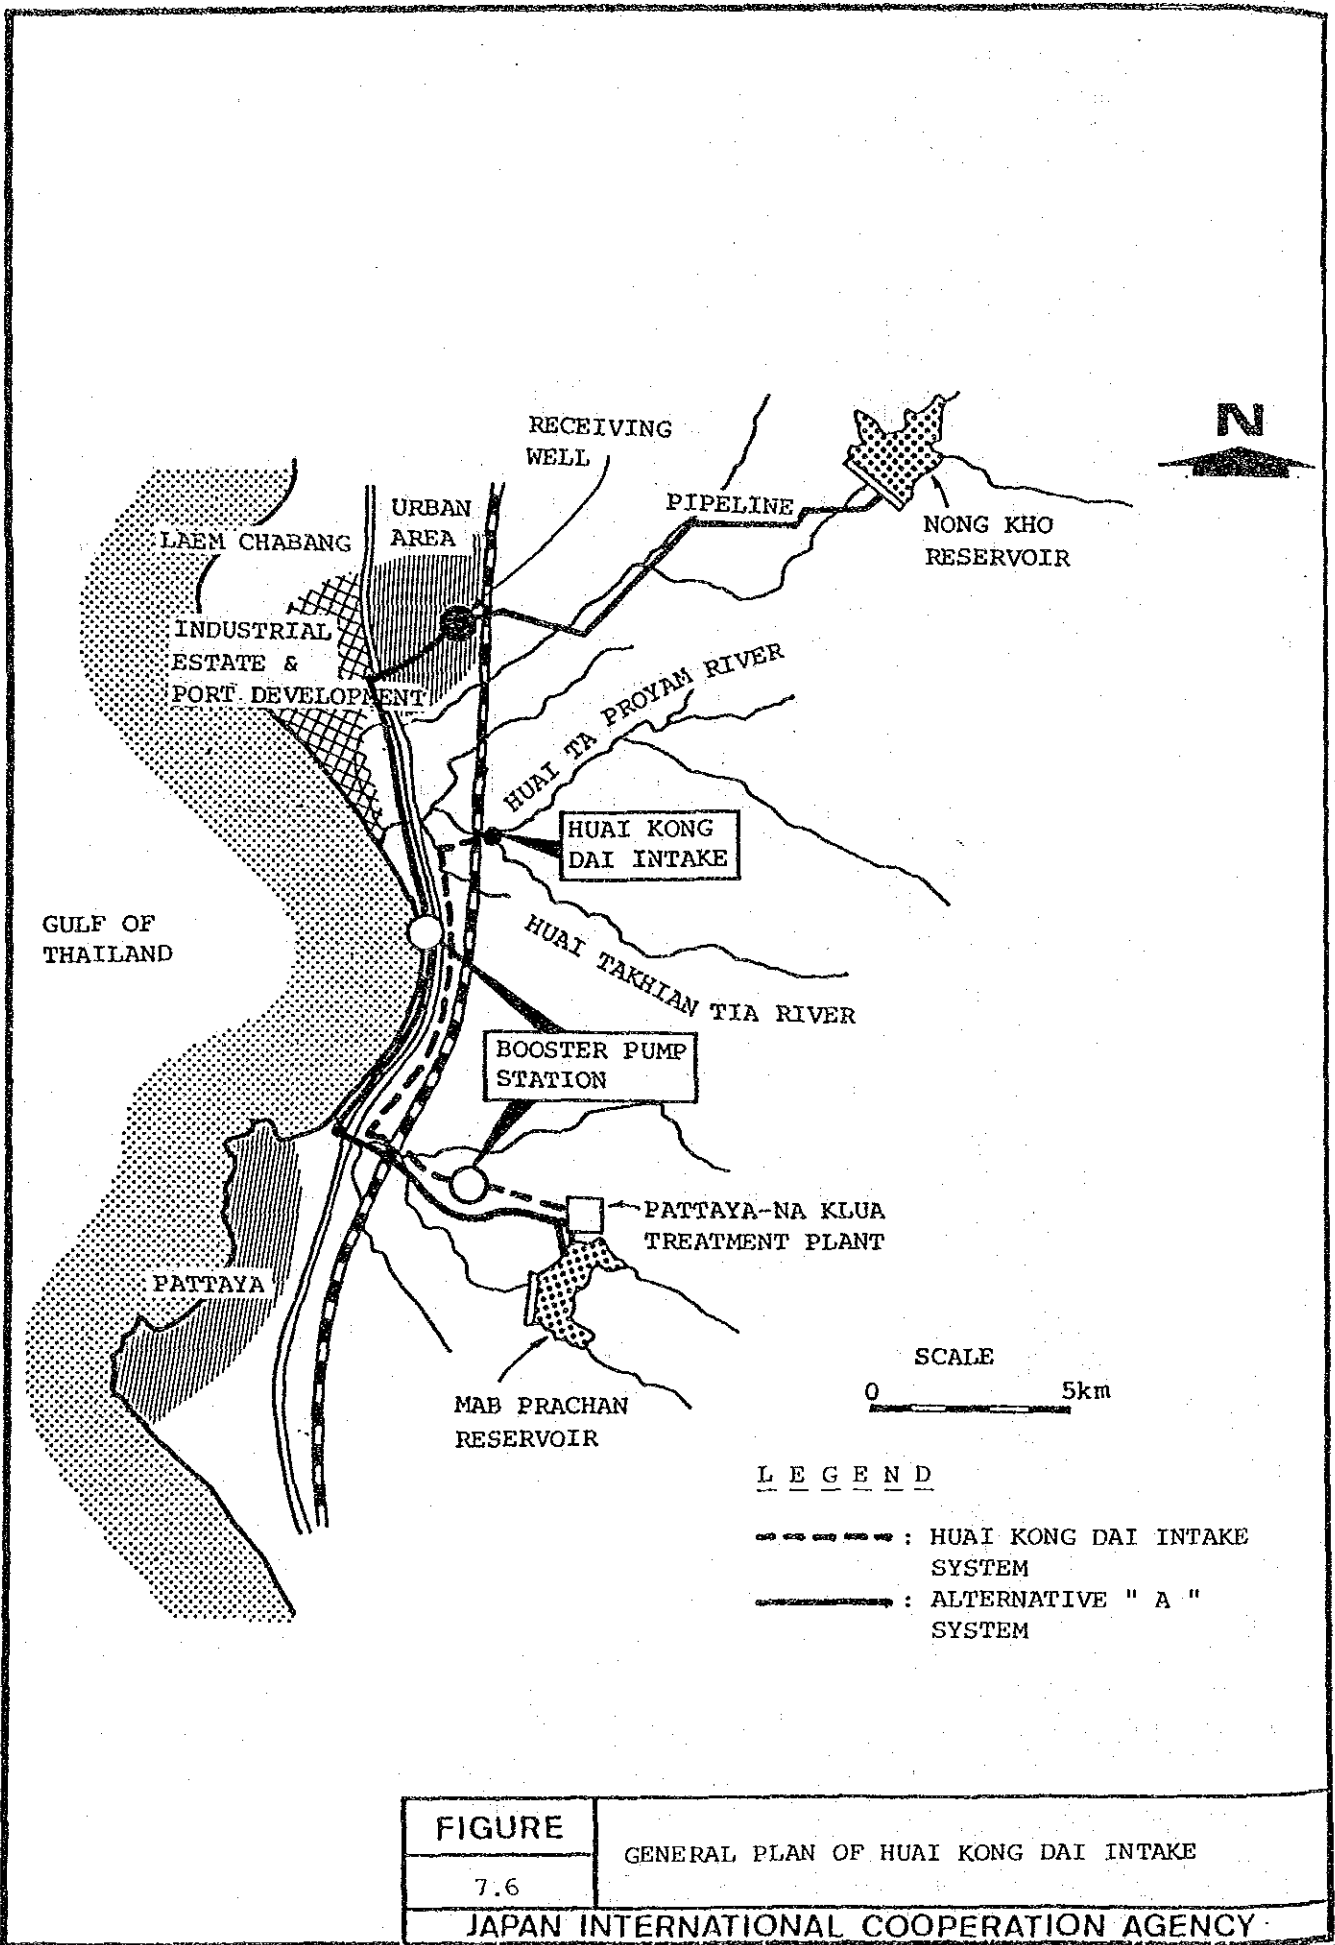 N
RECEIVING
WELL
URBAN
AREA
PIPELINE
LAEM CHABANG
NONG KHO
RESERVOIR
INDUSTRIAL
ESTATE &
PORT DEVELOPMENT
HUAI TA PROYAM RIVER
HUAI KONG
DAI INTAKE
GULF OF
THAILAND
HUAI TAKHIAN TIA RIVER
BOOSTER PUMP
STATION
PATTAYA-NA KLUA
TREATMENT PLANT
PATTAYA
MAB PRACHAN
RESERVOIR
SCALE
0 5km
LEGEND
: HUAI KONG DAI INTAKE
SYSTEM
: ALTERNATIVE " A "
SYSTEM
FIGURE
7.6
GENERAL PLAN OF HUAI KONG DAI INTAKE
JAPAN INTERNATIONAL COOPERATION AGENCY